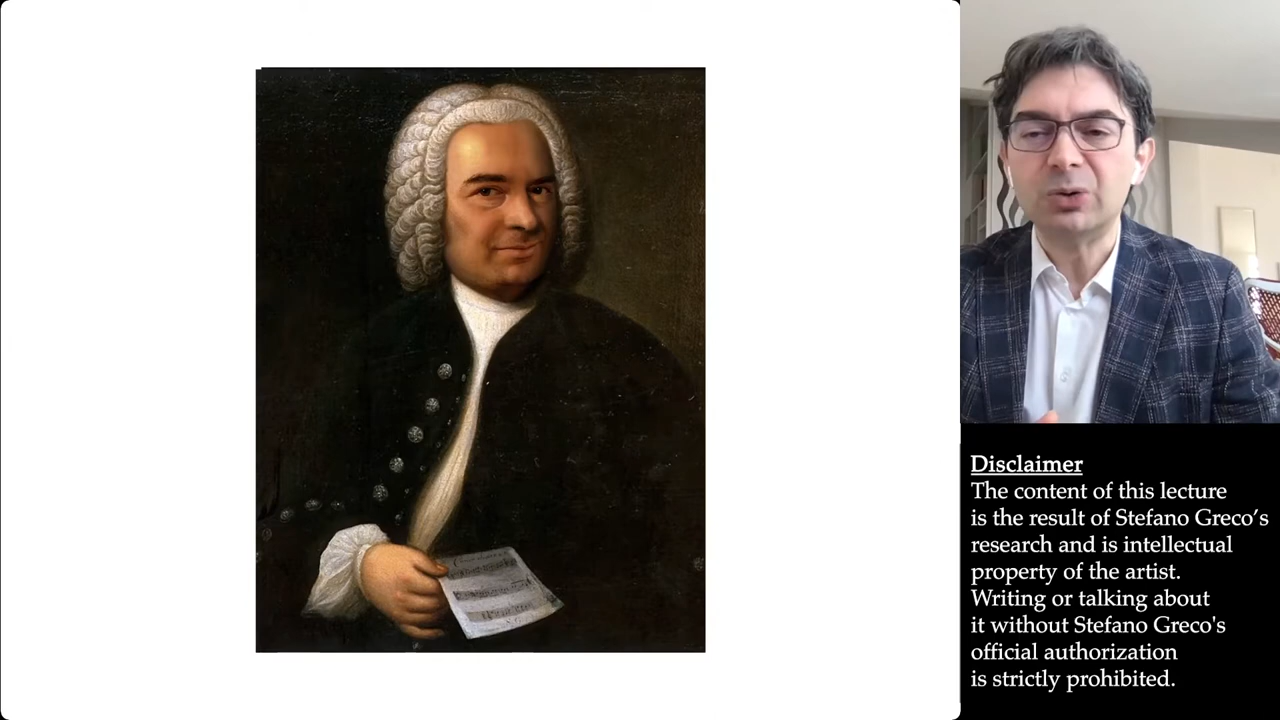 Disclaimer
The content of this lecture
is the result of Stefano Greco’s
research and is intellectual
property of the artist.
Writing or talking about
it without Stefano Greco's
official authorization
is strictly prohibited.